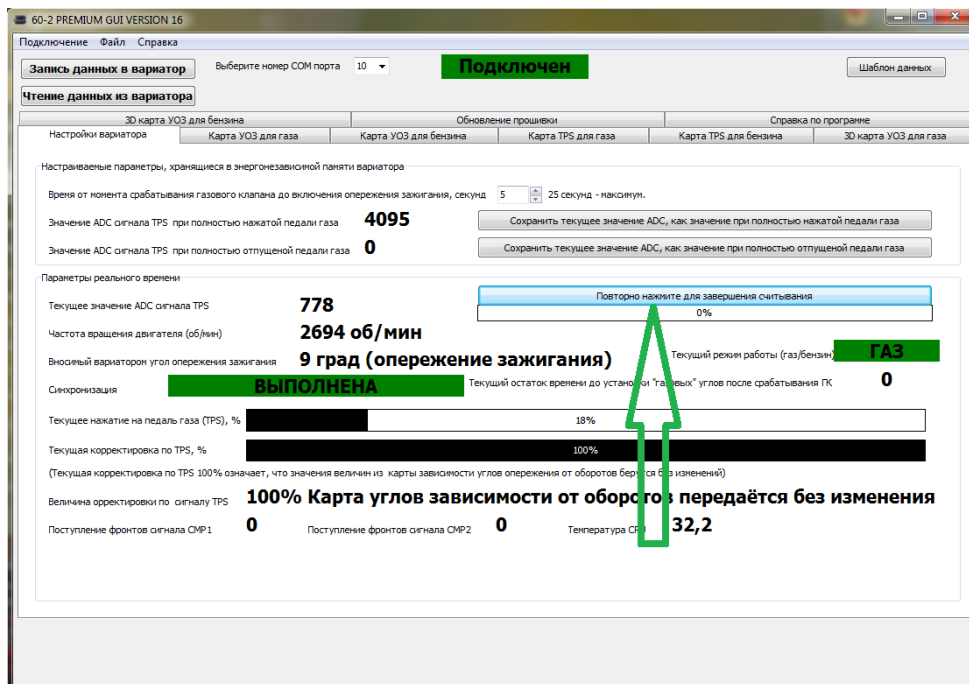 60-2 PREMIUM GUI VERSION 16
Подключение Файл Справка
Запись данных в вариатор
Выберите номер COM порта 10
Подключен
Шаблон данных
Чтение данных из вариатора
3D карта УОЗ для бензина Обновление прошивки Справка по программе
Настройки вариатора Карта УОЗ для газа Карта УОЗ для бензина Карта TPS для газа Карта TPS для бензина 3D карта УОЗ для газа
Настраиваемые параметры, хранящиеся в энергонезависимой памяти вариатора
Время от момента срабатывания газового клапана до включения опережения зажигания, секунд 5 25 секунд - максимум.
Значение ADC сигнала TPS при полностью нажатой педали газа 4095 Сохранить текущее значение ADC, как значение при полностью нажатой педали газа
Значение ADC сигнала TPS при полностью отпущеной педали газа 0 Сохранить текущее значение ADC, как значение при полностью отпущеной педали газа
Параметры реального времени
Повторно нажмите для завершения считывания
Текущее значение ADC сигнала TPS 778
0%
Частота вращения двигателя (об/мин) 2694 об/мин
Вносимый вариатором угол опережения зажигания 9 град (опережение зажигания)
Текущий режим работы (газ/бензин) ГАЗ
Синхронизация ВЫПОЛНЕНА
Текущий остаток времени до установки "газовых" углов после срабатывания ГК 0
Текущее нажатие на педаль газа (TPS), % 18%
Текущая корректировка по TPS, % 100%
(Текущая корректировка по TPS 100% означает, что значения величин из карты зависимости углов опережения от оборотов берутся без изменений)
Величина орректировки по сигналу TPS 100% Карта углов зависимости от оборотов передаётся без изменения
Поступление фронтов сигнала CMP1 0 Поступление фронтов сигнала CMP2 0 Температура CPU 32,2